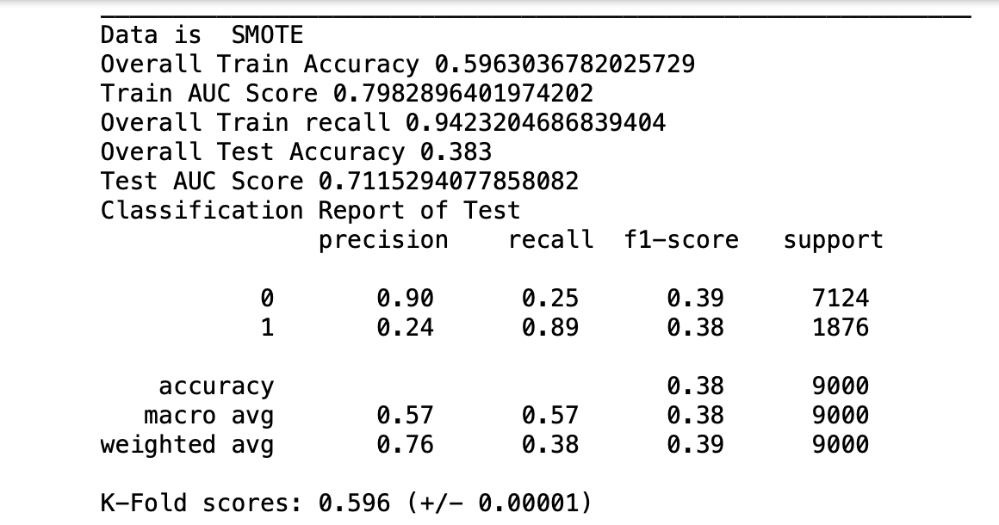 Data is  SMOTE
Overall Train Accuracy 0.5963036782025729
Train AUC Score 0.7982896401974202
Overall Train recall 0.9423204686839404
Overall Test Accuracy 0.383
Test AUC Score 0.7115294077858082
Classification Report of Test
              precision    recall  f1-score   support

           0       0.90      0.25      0.39      7124
           1       0.24      0.89      0.38      1876

    accuracy                           0.38      9000
   macro avg       0.57      0.57      0.38      9000
weighted avg       0.76      0.38      0.39      9000

K-Fold scores: 0.596 (+/- 0.00001)